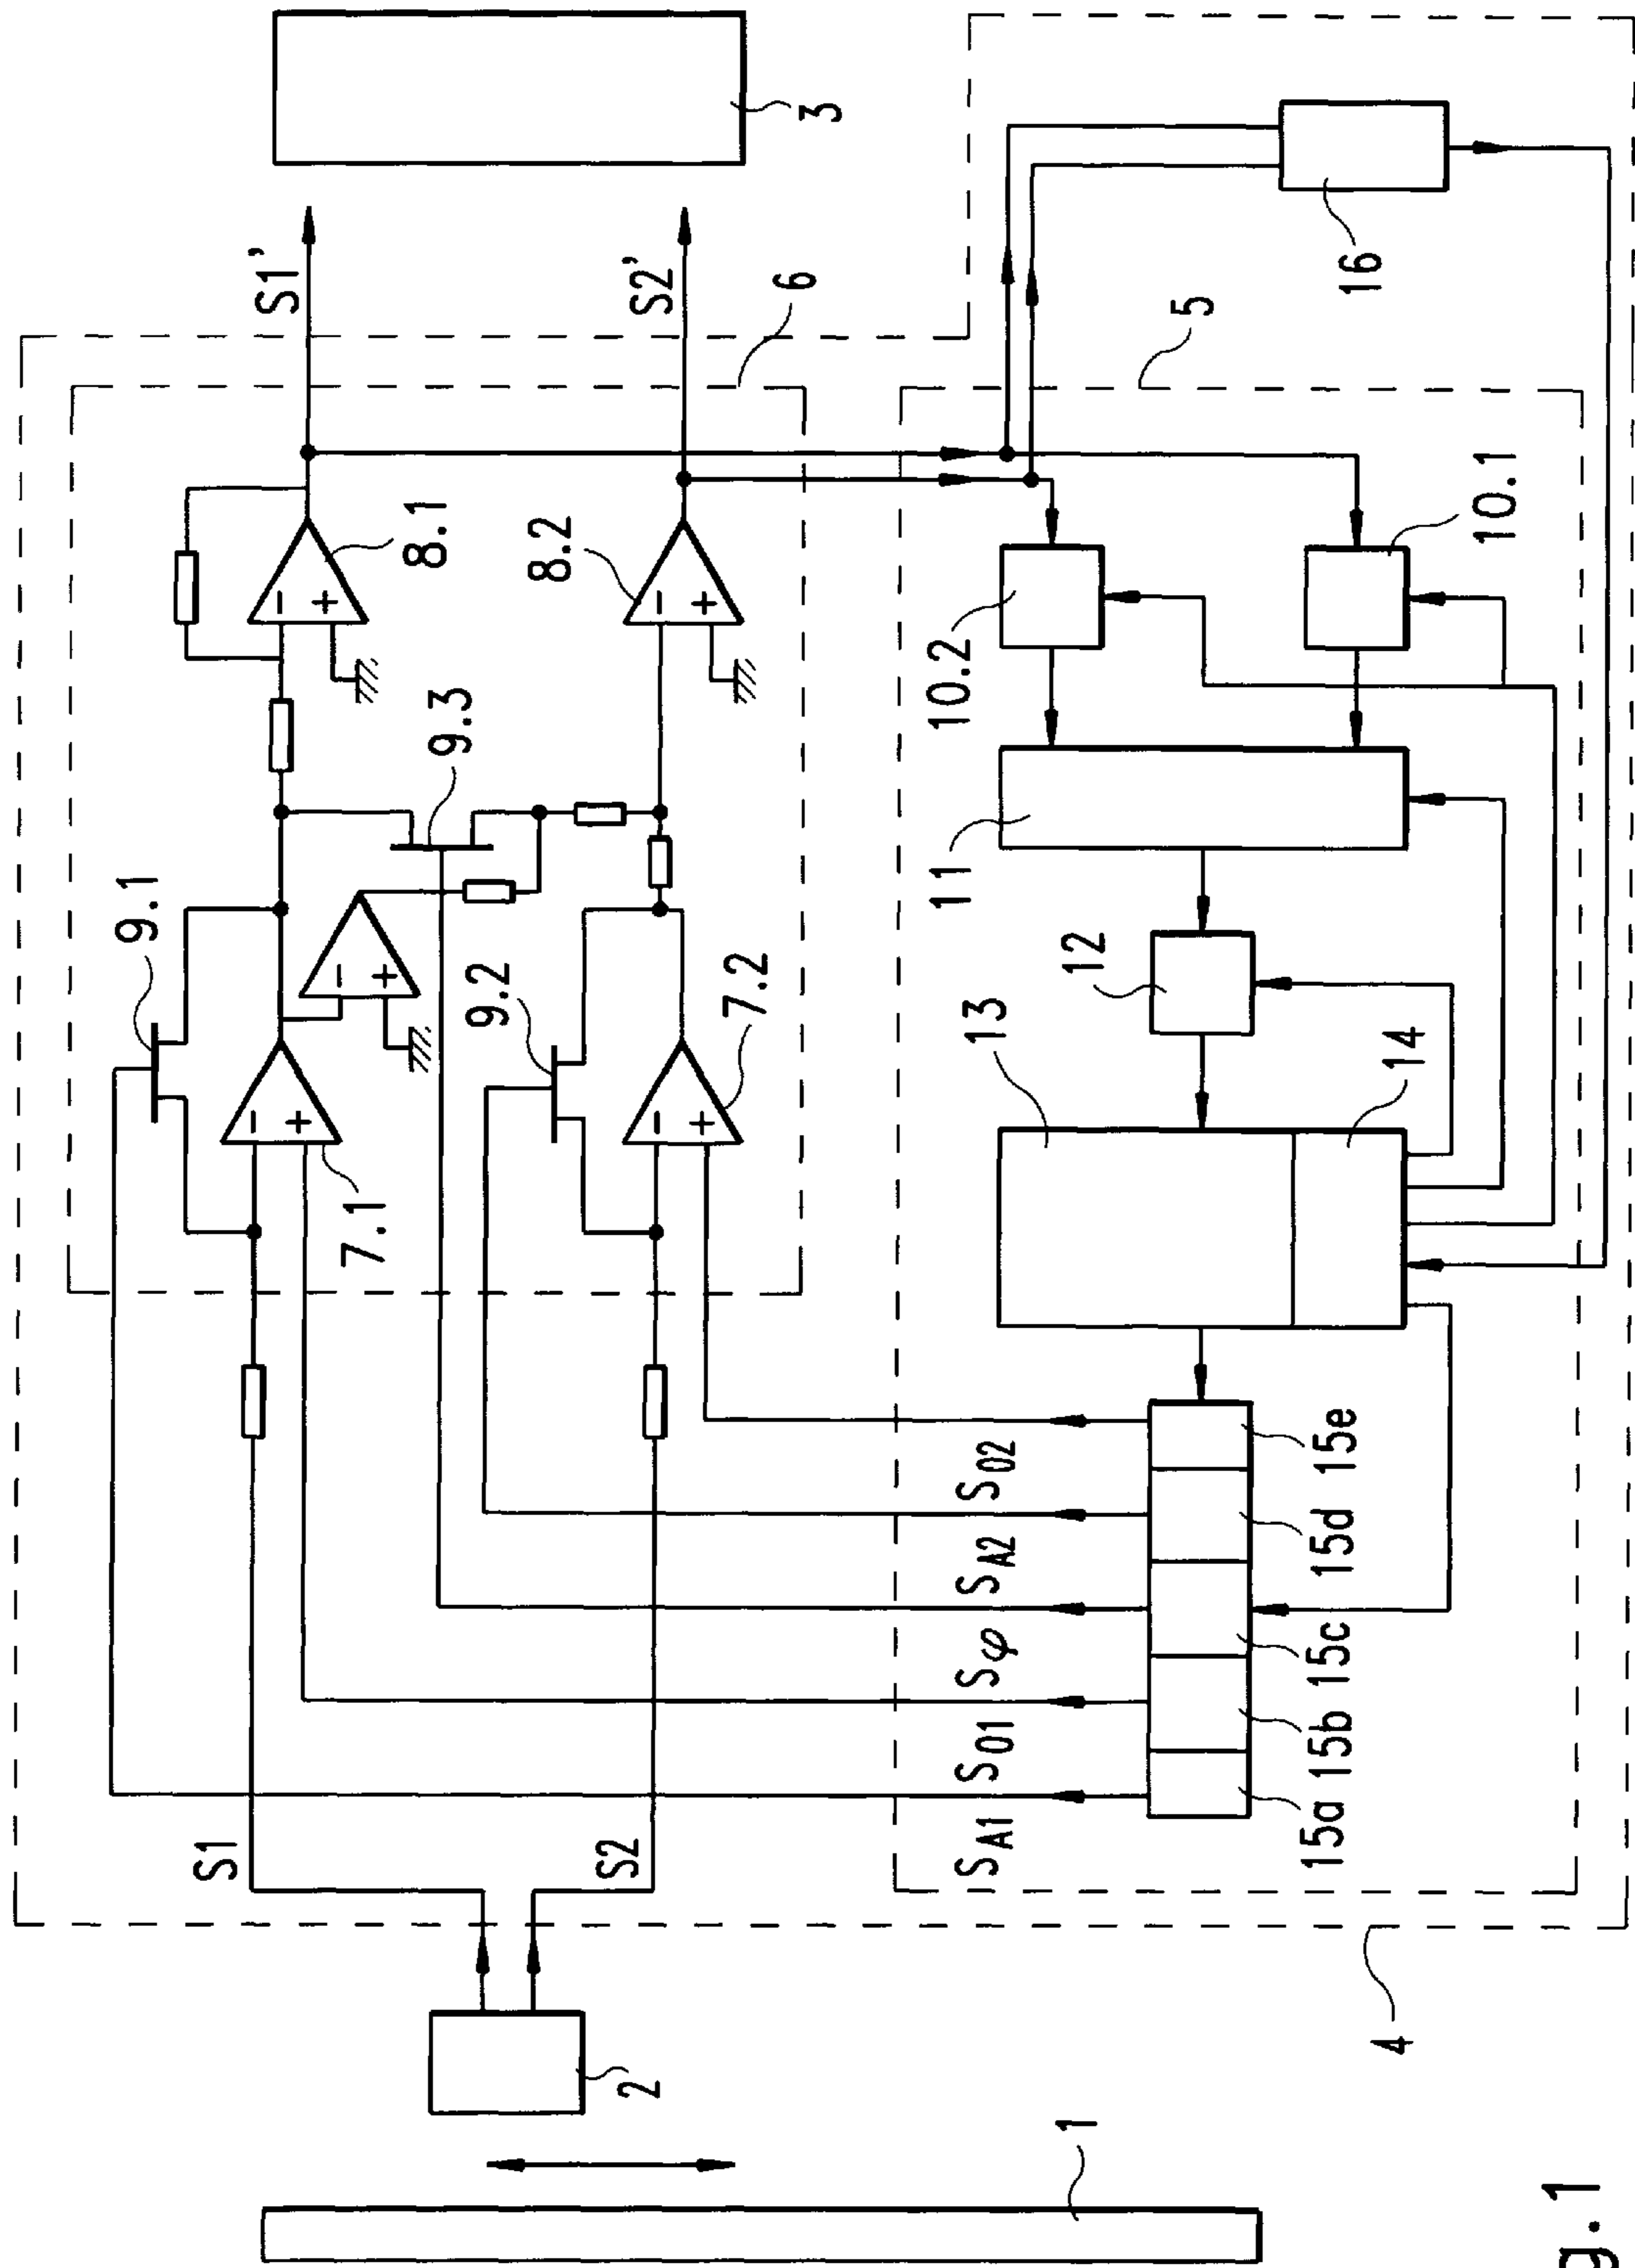 3
S1'
S2'
6
16
5
8.1
8.2
10.1
10.2
9.3
11
9.1
9.2
7.2
12
13
14
7.1
− +
− +
− +
− +
− +
S02
SA2
Sφ
S01
SA1
15e
15d
15c
15b
15a
S1
S2
2
4
1
g.1